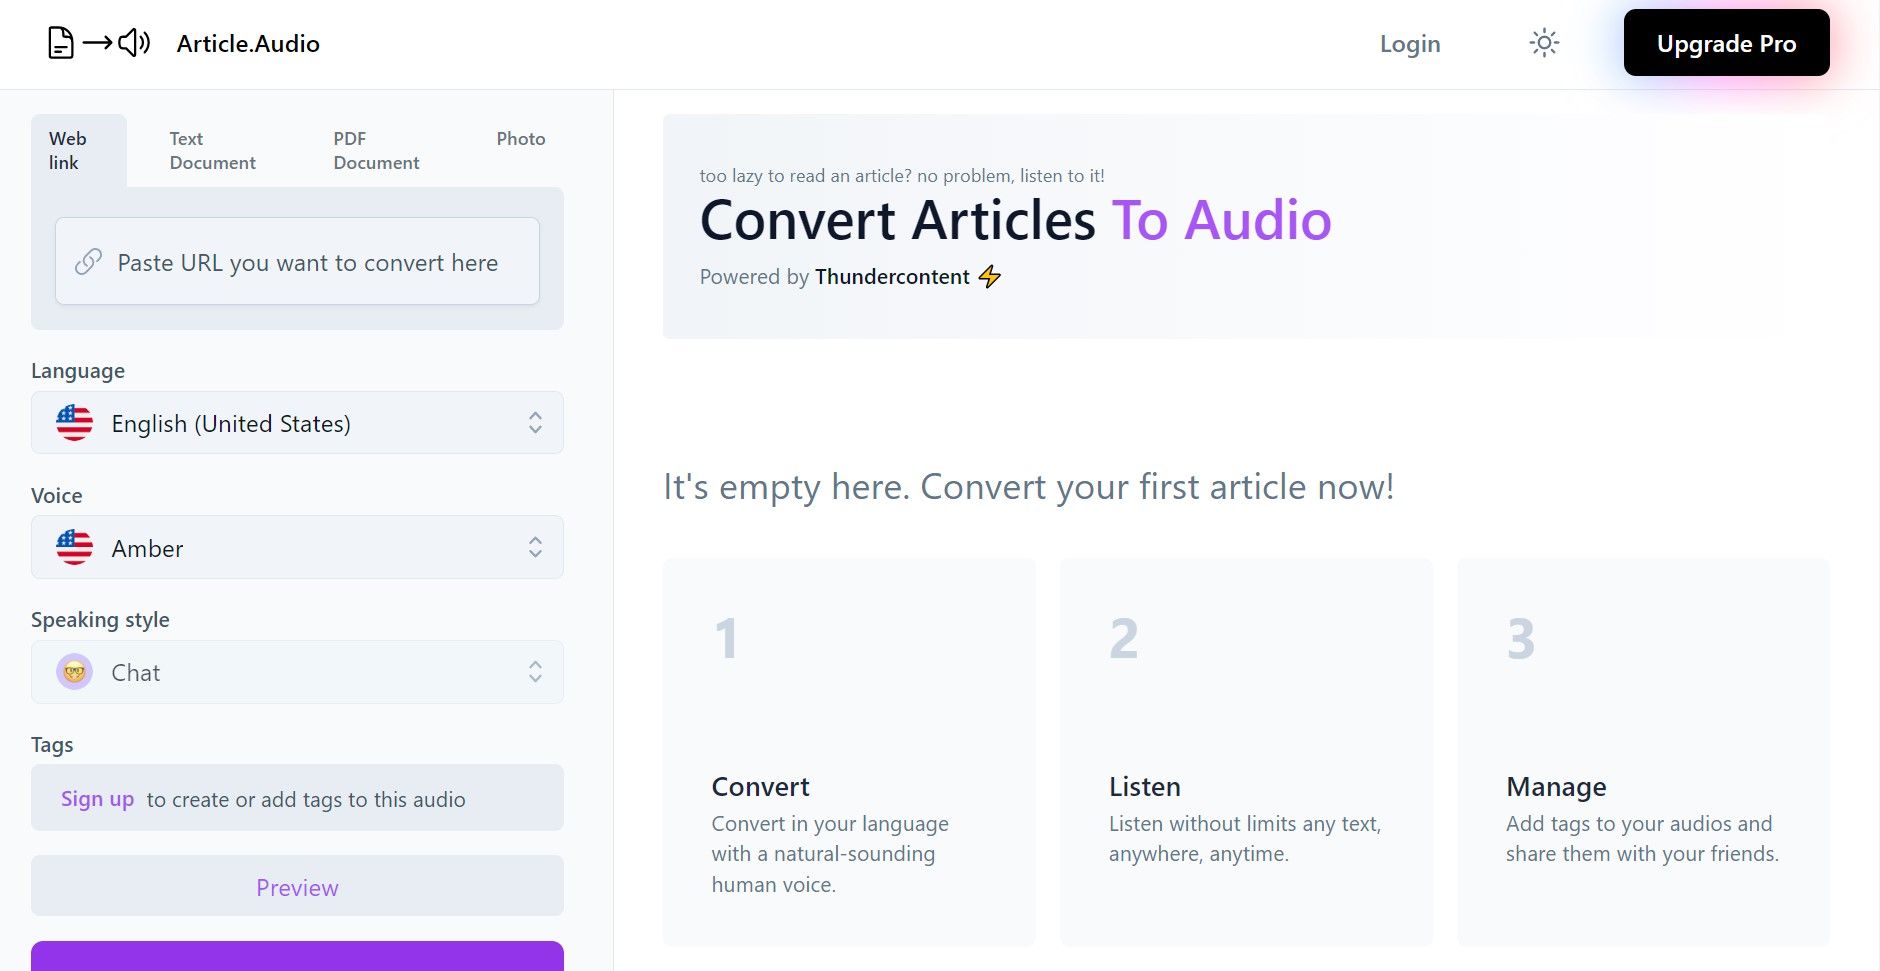 Article.Audio
Login
Upgrade Pro
Web
link
Text
Document
PDF
Document
Photo
Paste URL you want to convert here
Language
English (United States)
Voice
Amber
Speaking style
Chat
Tags
Sign up to create or add tags to this audio
Preview
too lazy to read an article? no problem, listen to it!
Convert Articles To Audio
Powered by Thundercontent ⚡
It's empty here. Convert your first article now!
1
Convert
Convert in your language
with a natural-sounding
human voice.
2
Listen
Listen without limits any text,
anywhere, anytime.
3
Manage
Add tags to your audios and
share them with your friends.